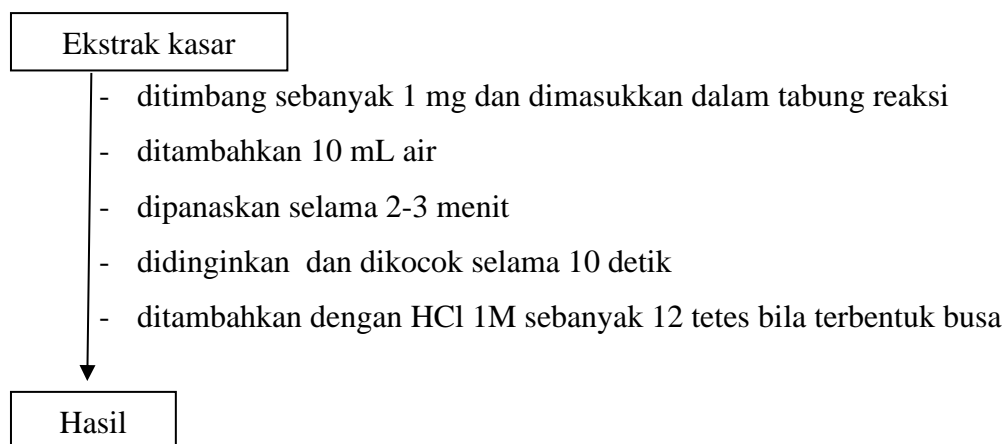 Ekstrak kasar
- ditimbang sebanyak 1 mg dan dimasukkan dalam tabung reaksi
- ditambahkan 10 mL air
- dipanaskan selama 2-3 menit
- didinginkan dan dikocok selama 10 detik
- ditambahkan dengan HCl 1M sebanyak 12 tetes bila terbentuk busa
Hasil